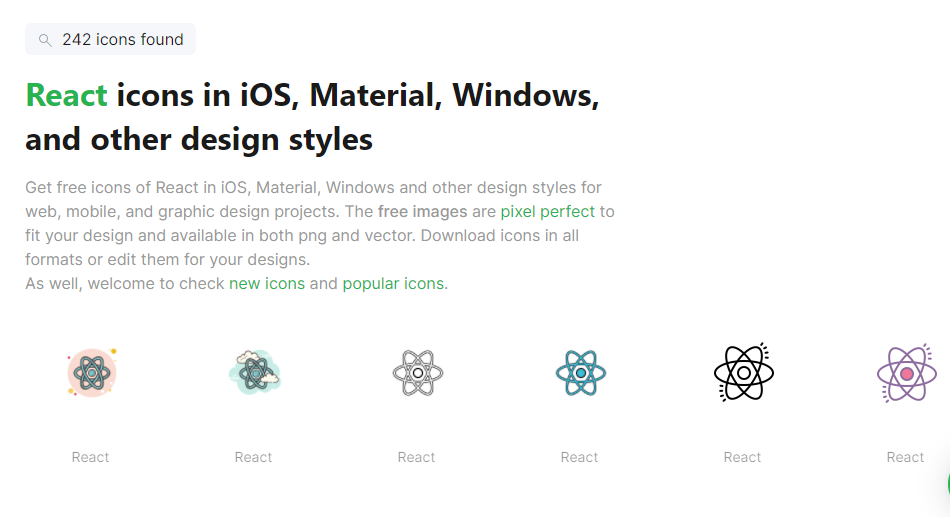 242 icons found
React icons in iOS, Material, Windows,
and other design styles
Get free icons of React in iOS, Material, Windows and other design styles for
web, mobile, and graphic design projects. The free images are pixel perfect to
fit your design and available in both png and vector. Download icons in all
formats or edit them for your designs.
As well, welcome to check new icons and popular icons.
React React React React React React